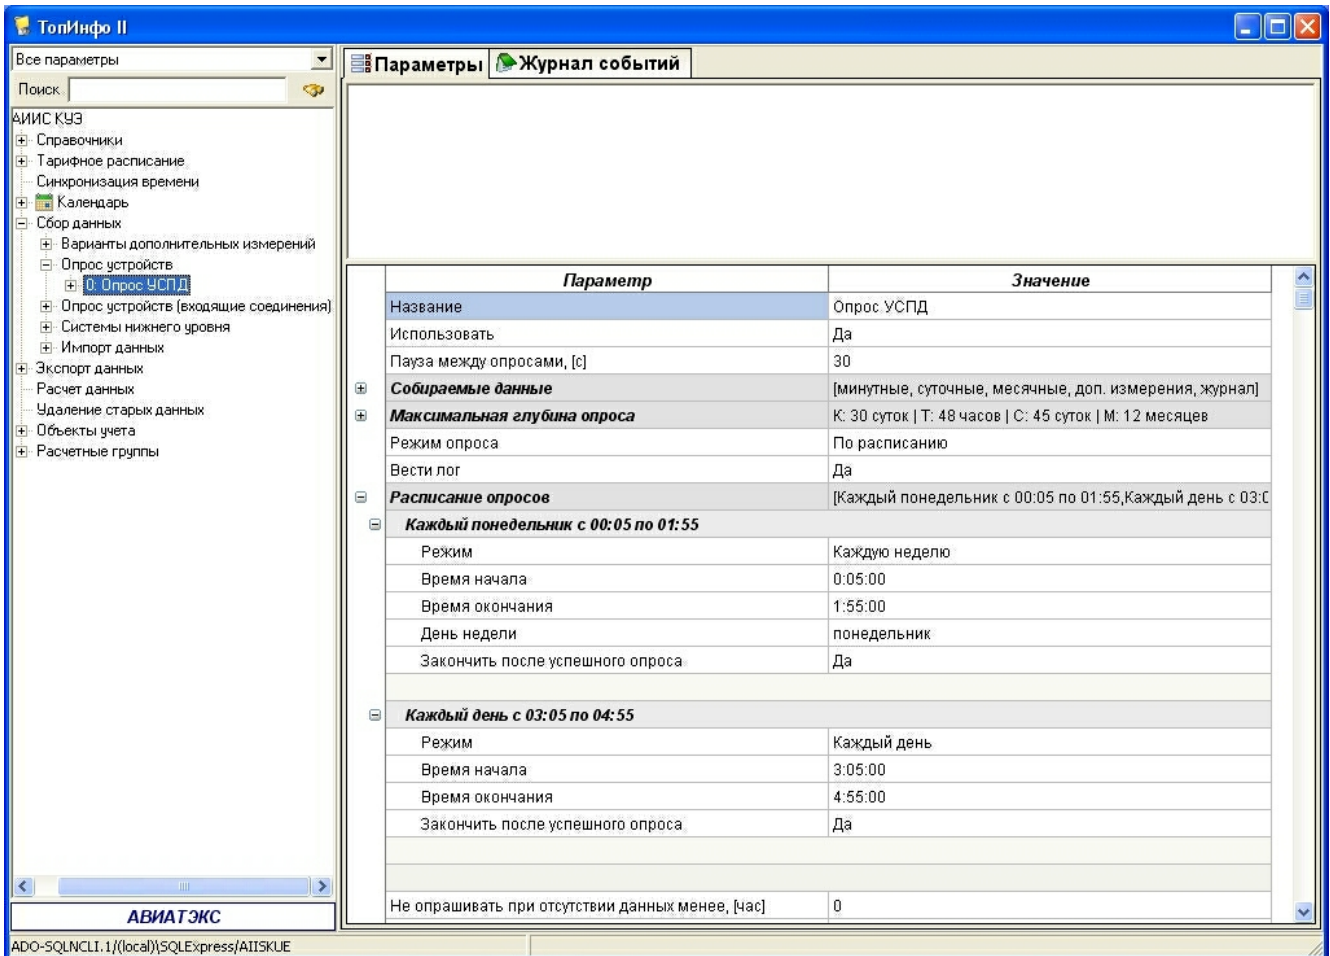 ТопИнфо II
Все параметры
Параметры Журнал событий
Поиск
АИИС КУЭ
Справочники
Тарифное расписание
Синхронизация времени
Календарь
Сбор данных
Варианты дополнительных измерений
Опрос устройств
0: Опрос УСПД
Опрос устройств (входящие соединения)
Системы нижнего уровня
Импорт данных
Экспорт данных
Расчет данных
Удаление старых данных
Объекты учета
Расчетные группы
Параметр Значение
Название Опрос УСПД
Использовать Да
Пауза между опросами, [с] 30
Собираемые данные [минутные, суточные, месячные, доп. измерения, журнал]
Максимальная глубина опроса К: 30 суток | Т: 48 часов | С: 45 суток | М: 12 месяцев
Режим опроса По расписанию
Вести лог Да
Расписание опросов [Каждый понедельник с 00:05 по 01:55,Каждый день с 03:0
Каждый понедельник с 00:05 по 01:55
Режим Каждую неделю
Время начала 0:05:00
Время окончания 1:55:00
День недели понедельник
Закончить после успешного опроса Да
Каждый день с 03:05 по 04:55
Режим Каждый день
Время начала 3:05:00
Время окончания 4:55:00
Закончить после успешного опроса Да
Не опрашивать при отсутствии данных менее, [час] 0
АВИАТЭКС
ADO-SQLNCLI.1/(local)\SQLExpress/AIISKUE